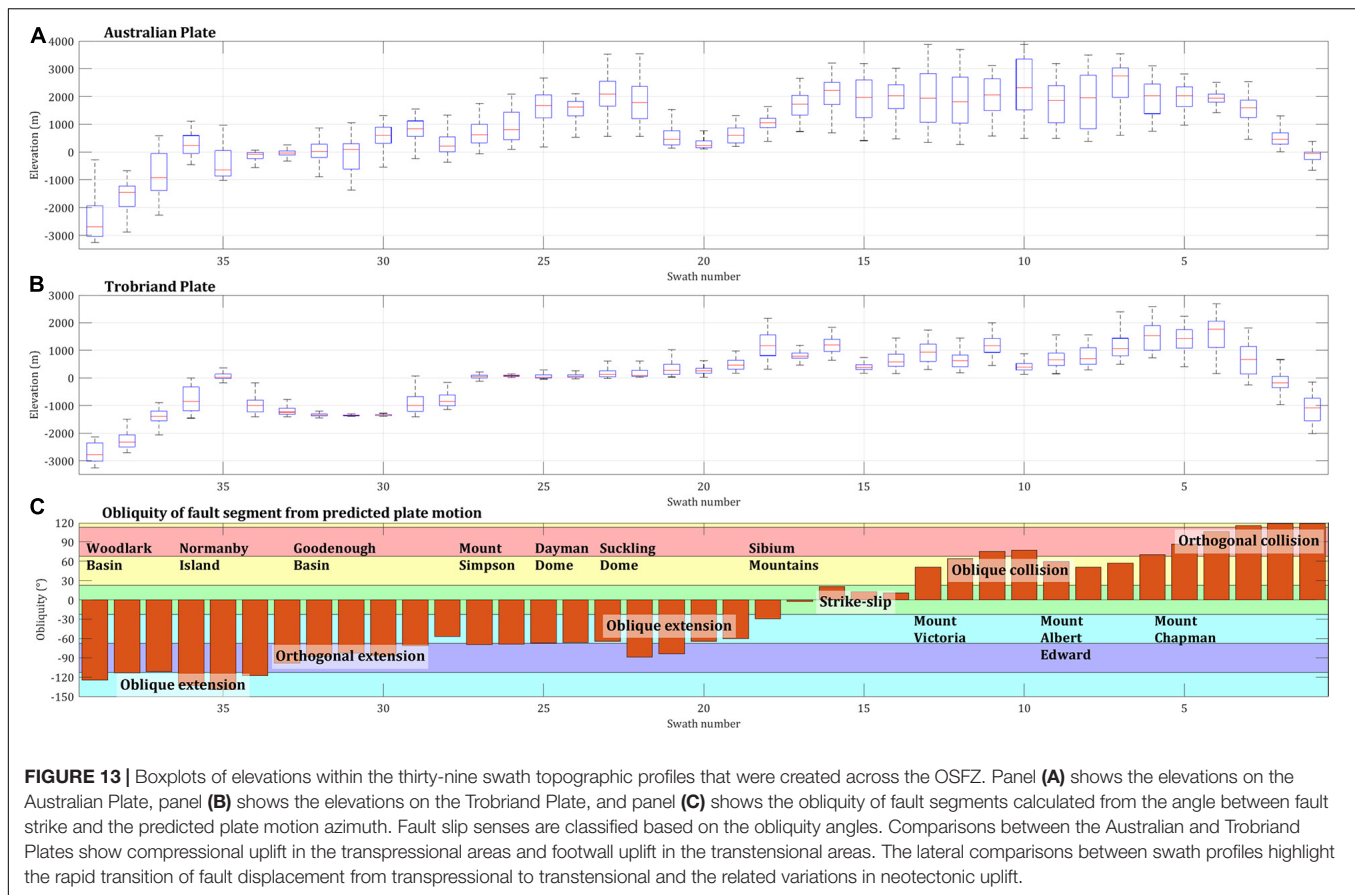 A
Australian Plate
4000
3000
2000
1000
0
-1000
-2000
-3000
Elevation (m)
35
30
25
20
15
10
5
Swath number
B
Trobriand Plate
3000
2000
1000
0
-1000
-2000
-3000
Elevation (m)
35
30
25
20
15
10
5
Swath number
C
Obliquity of fault segment from predicted plate motion
120
90
60
30
0
-30
-60
-90
-120
-150
Obliquity (°)
Woodlark
Basin
Normanby
Island
Goodenough
Basin
Mount
Simpson
Dayman
Dome
Suckling
Dome
Sibium
Mountains
Orthogonal collision
Oblique collision
Strike-slip
Oblique extension
Orthogonal extension
Oblique extension
Mount
Victoria
Mount
Albert
Edward
Mount
Chapman
35
30
25
20
15
10
5
Swath number
FIGURE 13 | Boxplots of elevations within the thirty-nine swath topographic profiles that were created across the OSFZ. Panel (A) shows the elevations on the
Australian Plate, panel (B) shows the elevations on the Trobriand Plate, and panel (C) shows the obliquity of fault segments calculated from the angle between fault
strike and the predicted plate motion azimuth. Fault slip senses are classified based on the obliquity angles. Comparisons between the Australian and Trobriand
Plates show compressional uplift in the transpressional areas and footwall uplift in the transtensional areas. The lateral comparisons between swath profiles highlight
the rapid transition of fault displacement from transpressional to transtensional and the related variations in neotectonic uplift.